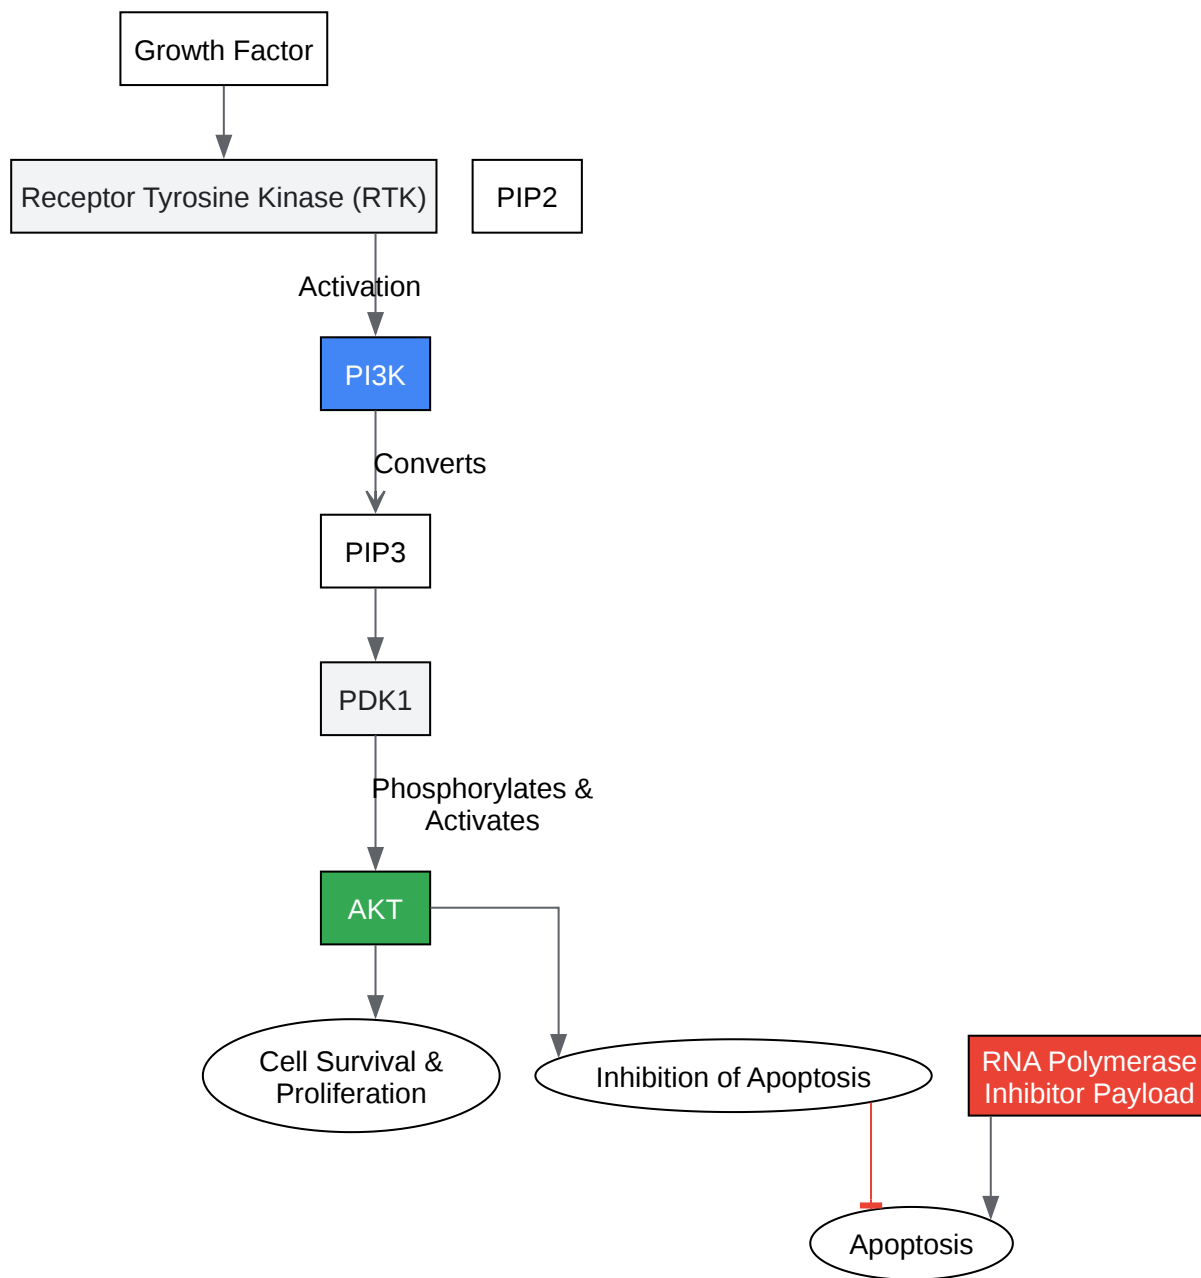 Growth Factor
Receptor Tyrosine Kinase (RTK)
PIP2
Activation
PI3K
Converts
PIP3
PDK1
Phosphorylates &
Activates
AKT
Cell Survival &
Proliferation
Inhibition of Apoptosis
RNA Polymerase
Inhibitor Payload
Apoptosis